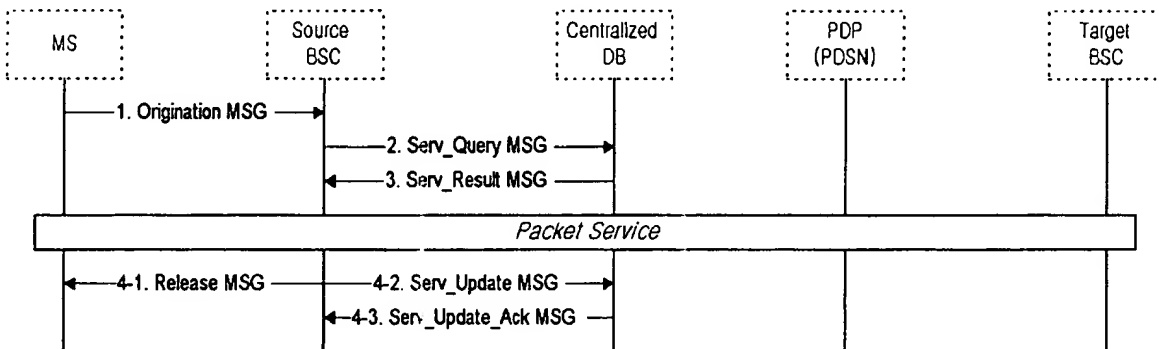 MS
Source
BSC
Centralized
DB
PDP
(PDSN)
Target
BSC
1. Origination MSG
2. Serv_Query MSG
3. Serv_Result MSG
Packet Service
4-1. Release MSG
4-2. Serv_Update MSG
4-3. Serv_Update_Ack MSG